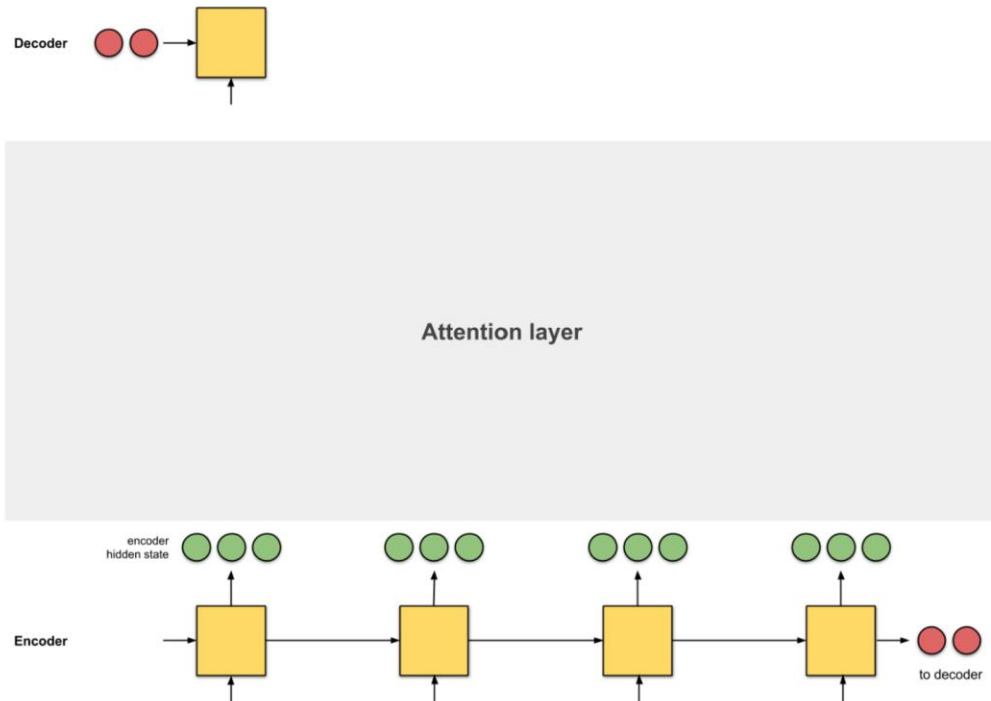 Decoder
Attention layer
encoder
hidden state
Encoder
to decoder